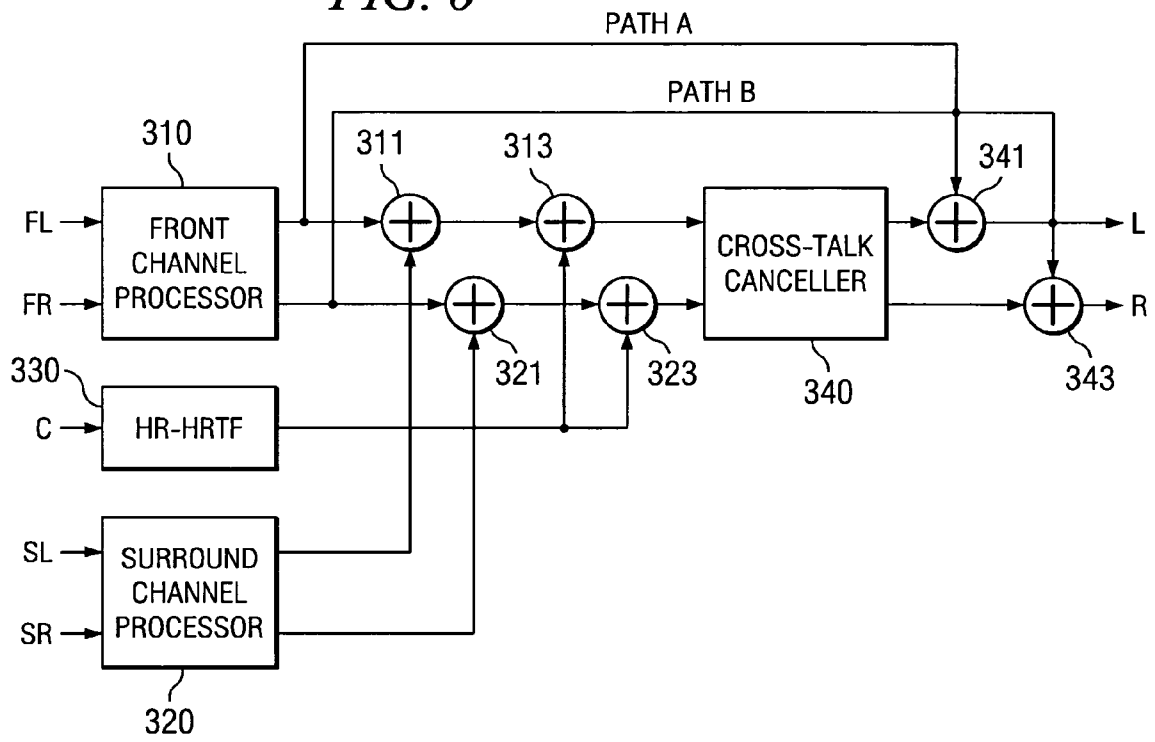 PATH A
PATH B
310
311
313
341
FL
FRONT
CHANNEL
PROCESSOR
FR
CROSS-TALK
CANCELLER
L
R
321
323
340
343
330
C
HR-HRTF
SL
SURROUND
CHANNEL
PROCESSOR
SR
320